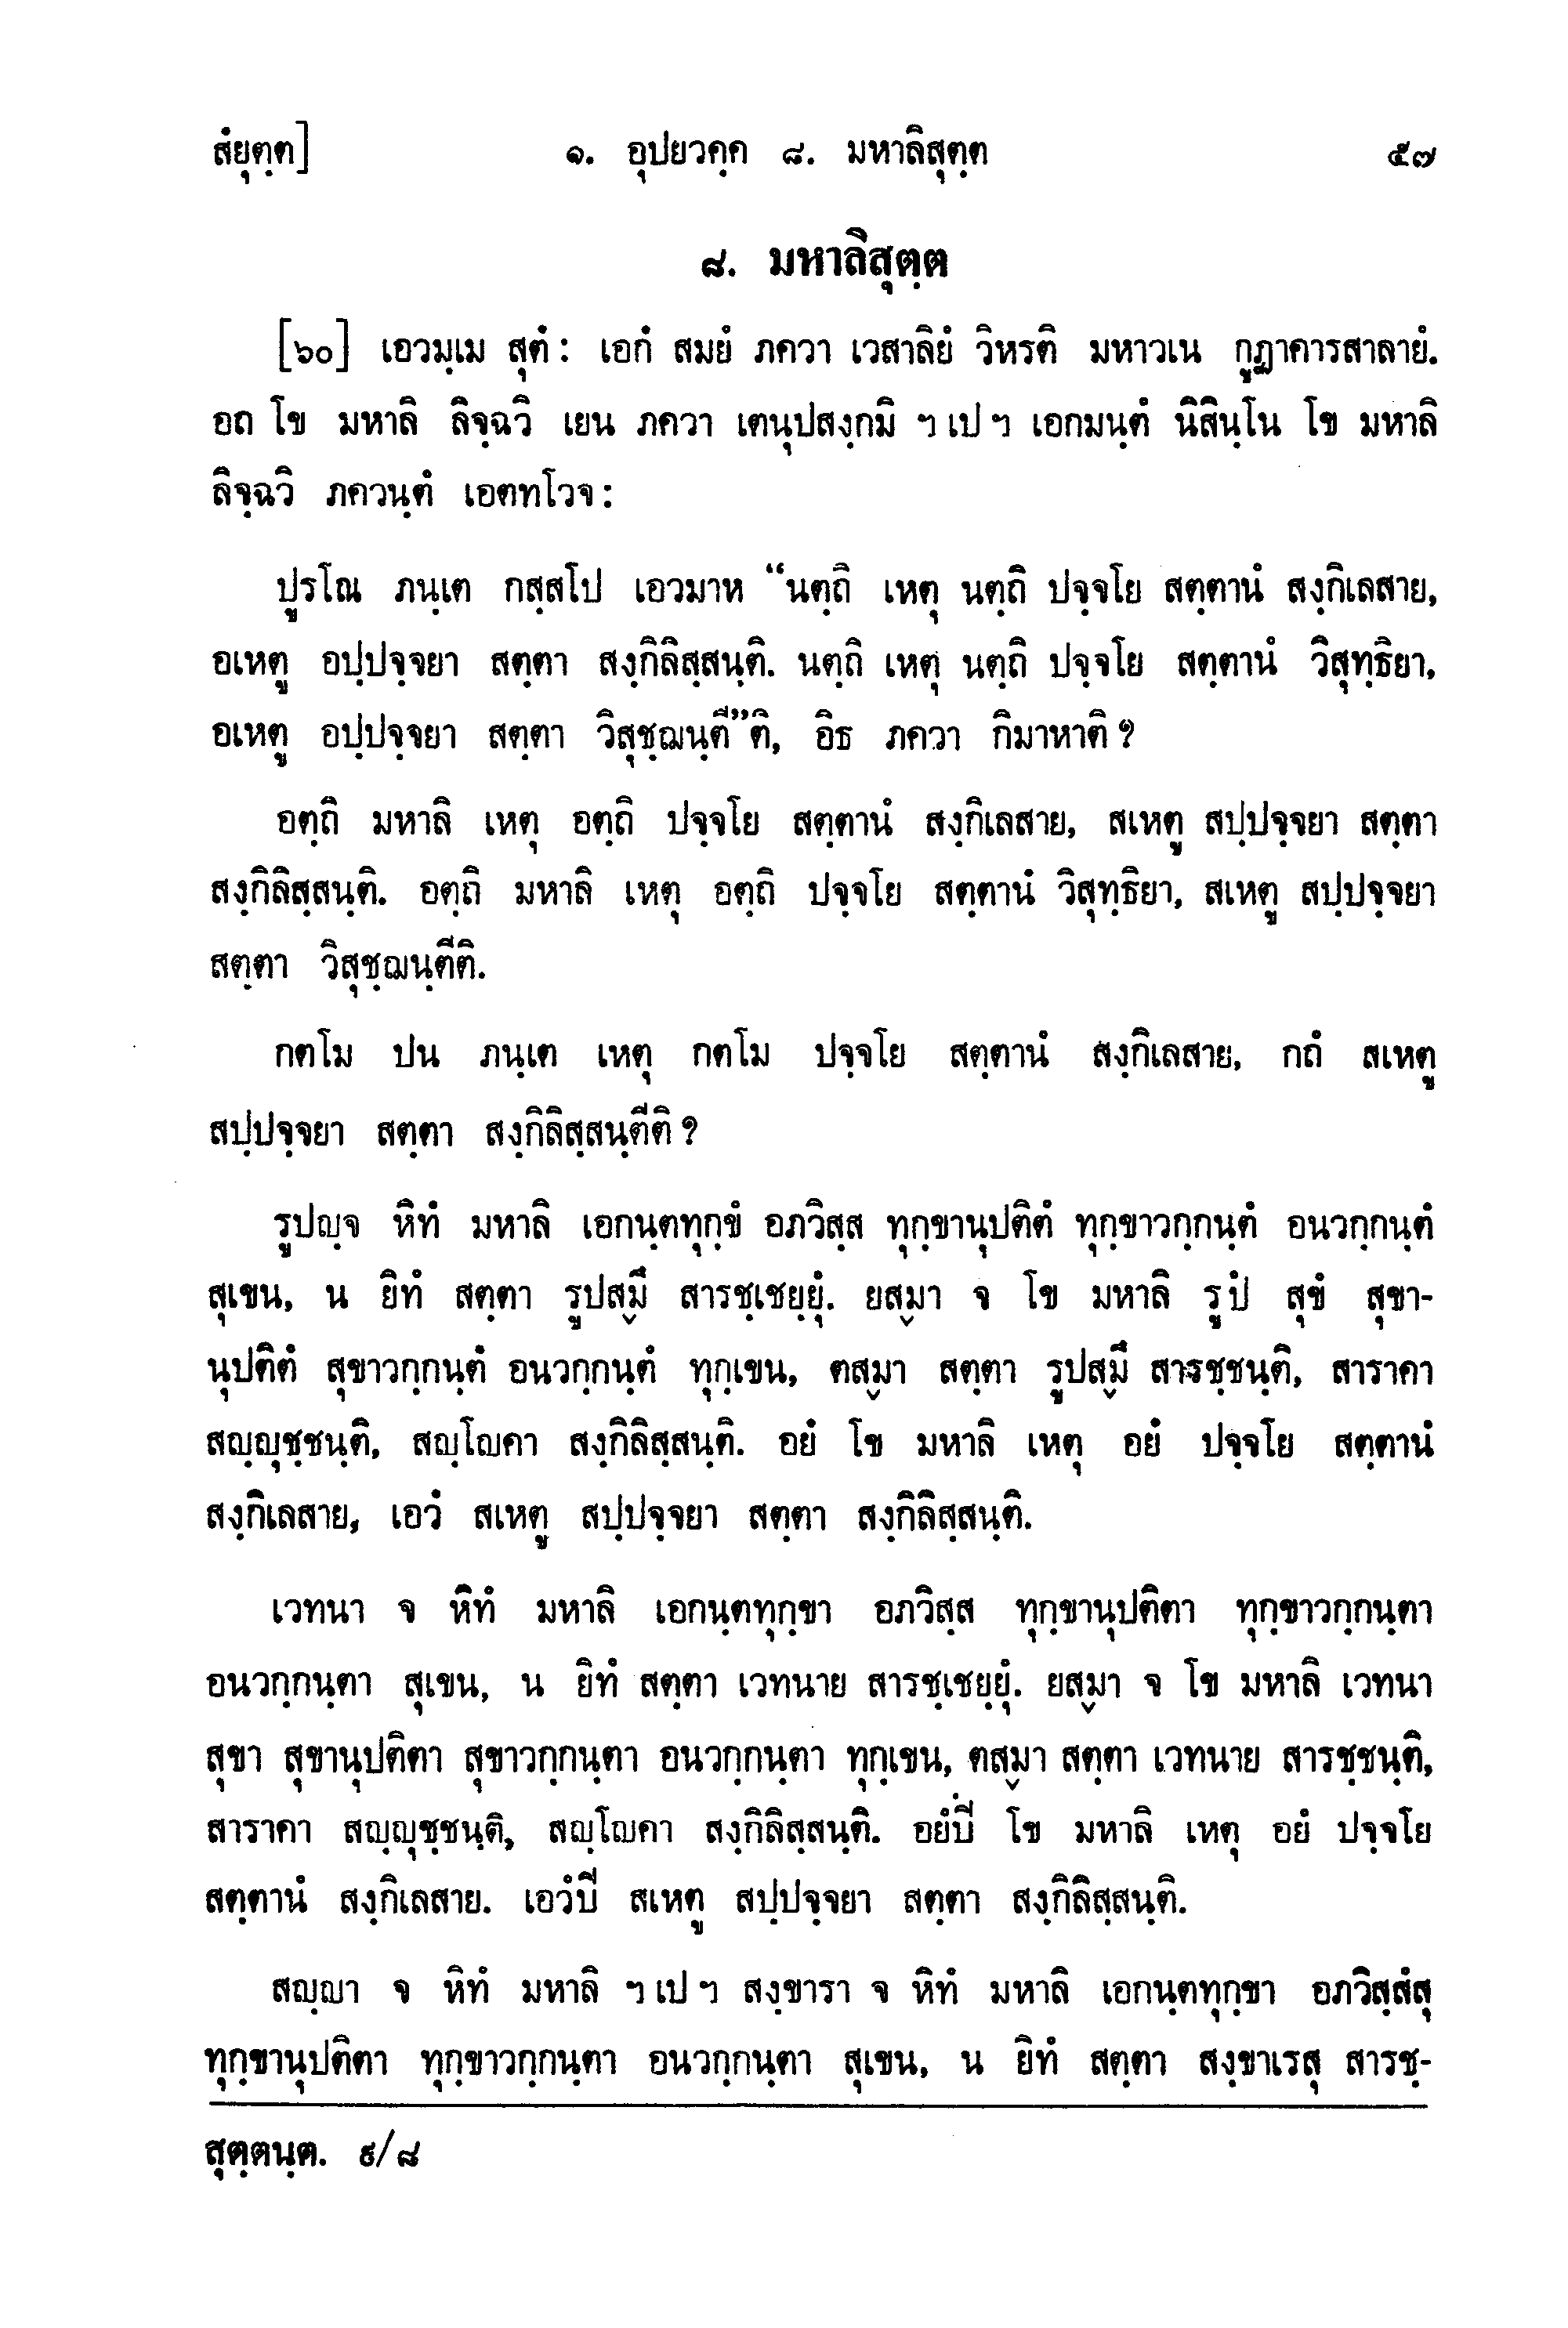 สํยุตฺต]	๑. อุปยวคฺค ๘. มหาลิสุตฺต	๕๗
๘. มหาลิสุตฺต
[๖๐] เอวมฺเม สุตํ: เอกํ สมยํ ภควา เวสาลิยํ วิหรติ มหาวเน กูฏาคารสาลายํ.
อถ โข มหาลิ ลิจฺฉวิ เยน ภควา เตนุปสงฺกมิ ฯ เป ฯ เอกมนฺตํ นิสินฺโน โข มหาลิ
ลิจฺฉวิ ภควนฺตํ เอตทโวจ:
ปูรโณ ภนฺเต กสฺสโป เอวมาห “นตฺถิ เหตุ นตฺถิ ปจฺจโย สตฺตานํ สงฺกิเลสาย,
อเหตู อปฺปจฺจยา สตฺตา สงฺกิลิสฺสนฺติ. นตฺถิ เหตุ นตฺถิ ปจฺจโย สตฺตานํ วิสุทฺธิยา,
อเหตู อปฺปจฺจยา สตฺตา วิสุชฺฌนฺตี”ติ, อิธ ภควา กิมาหาติ ?
อตฺถิ มหาลิ เหตุ อตฺถิ ปจฺจโย สตฺตานํ สงฺกิเลสาย, สเหตู สปฺปจฺจยา สตฺตา
สงฺกิลิสฺสนฺติ. อตฺถิ มหาลิ เหตุ อตฺถิ ปจฺจโย สตฺตานํ วิสุทฺธิยา, สเหตู สปฺปจฺจยา
สตฺตา วิสุชฺฌนฺตีติ.
กตโม ปน ภนฺเต เหตุ กตโม ปจฺจโย สตฺตานํ สงฺกิเลสาย, กถํ สเหตู
สปฺปจฺจยา สตฺตา สงฺกิลิสฺสนฺตีติ ?
รูปญฺจ หิทํ มหาลิ เอกนฺตทุกฺขํ อภวิสฺส ทุกฺขานุปติตํ ทุกฺขาวกฺกนฺตํ อนวกฺกนฺตํ
สุเขน, น ยิทํ สตฺตา รูปสฺมึ สารชฺเชยฺยุํ. ยสฺมา จ โข มหาลิ รูปํ สุขํ สุขา-
นุปติตํ สุขาวกฺกนฺตํ อนวกฺกนฺตํ ทุกฺเขน, ตสฺมา สตฺตา รูปสฺมึ สารชฺชนฺติ, สาราคา
สญฺญุชฺชนฺติ, สญฺโญคา สงฺกิลิสฺสนฺติ. อยํ โข มหาลิ เหตุ อยํ ปจฺจโย สตฺตานํ
สงฺกิเลสาย, เอวํ สเหตู สปฺปจฺจยา สตฺตา สงฺกิลิสฺสนฺติ.
เวทนา จ หิทํ มหาลิ เอกนฺตทุกฺขา อภวิสฺส ทุกฺขานุปติตา ทุกฺขาวกฺกนฺตา
อนวกฺกนฺตา สุเขน, น ยิทํ สตฺตา เวทนาย สารชฺเชยฺยุํ. ยสฺมา จ โข มหาลิ เวทนา
สุขา สุขานุปติตา สุขาวกฺกนฺตา อนวกฺกนฺตา ทุกฺเขน, ตสฺมา สตฺตา เวทนาย สารชฺชนฺติ,
สาราคา สญฺญุชฺชนฺติ, สญฺโญคา สงฺกิลิสฺสนฺติ. อยํปี โข มหาลิ เหตุ อยํ ปจฺจโย
สตฺตานํ สงฺกิเลสาย. เอวํปี สเหตู สปฺปจฺจยา สตฺตา สงฺกิลิสฺสนฺติ.
สญฺญา จ หิทํ มหาลิ ฯ เป ฯ สงฺขารา จ หิทํ มหาลิ เอกนฺตทุกฺขา อภวิสฺสํสุ
ทุกฺขานุปติตา ทุกฺขาวกฺกนฺตา อนวกฺกนฺตา สุเขน, น ยิทํ สตฺตา สงฺขาเรสุ สารชฺ-
สุตฺตนฺต. ๙/๘